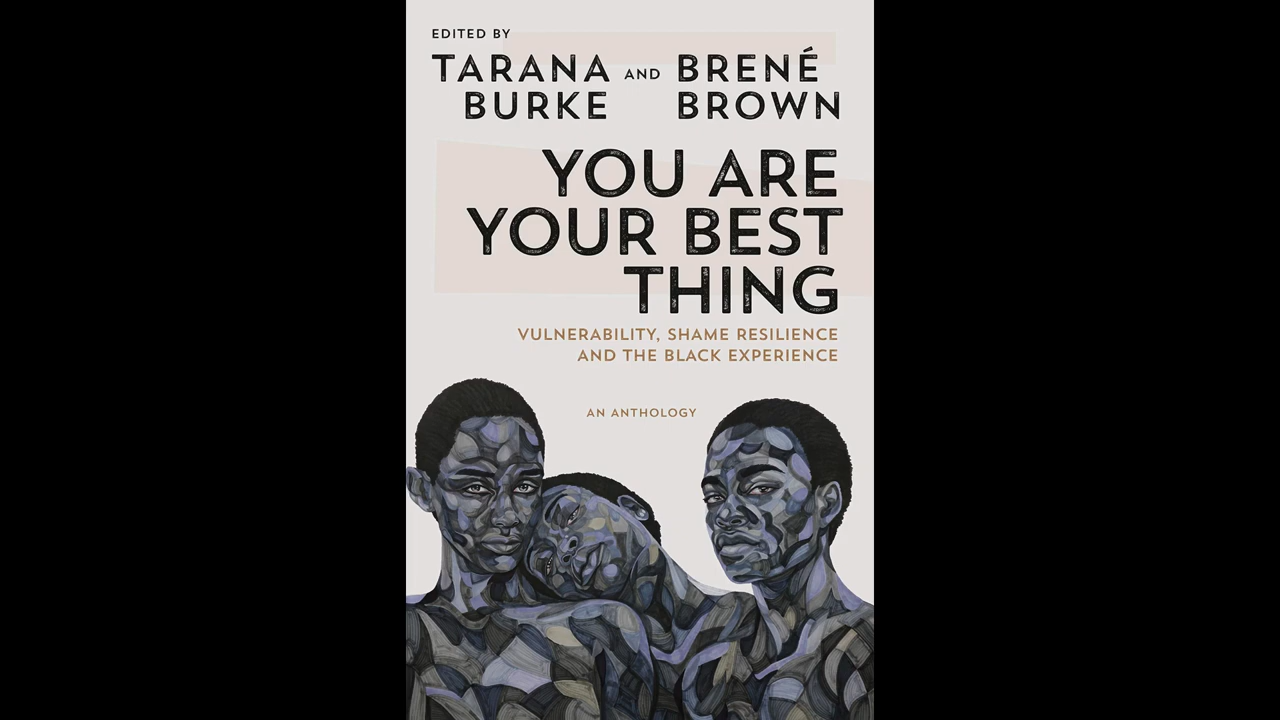 EDITED BY
TARANA AND BRENÉ
BURKE BROWN
YOU ARE
YOUR BEST
THING
VULNERABILITY, SHAME RESILIENCE
AND THE BLACK EXPERIENCE
AN ANTHOLOGY